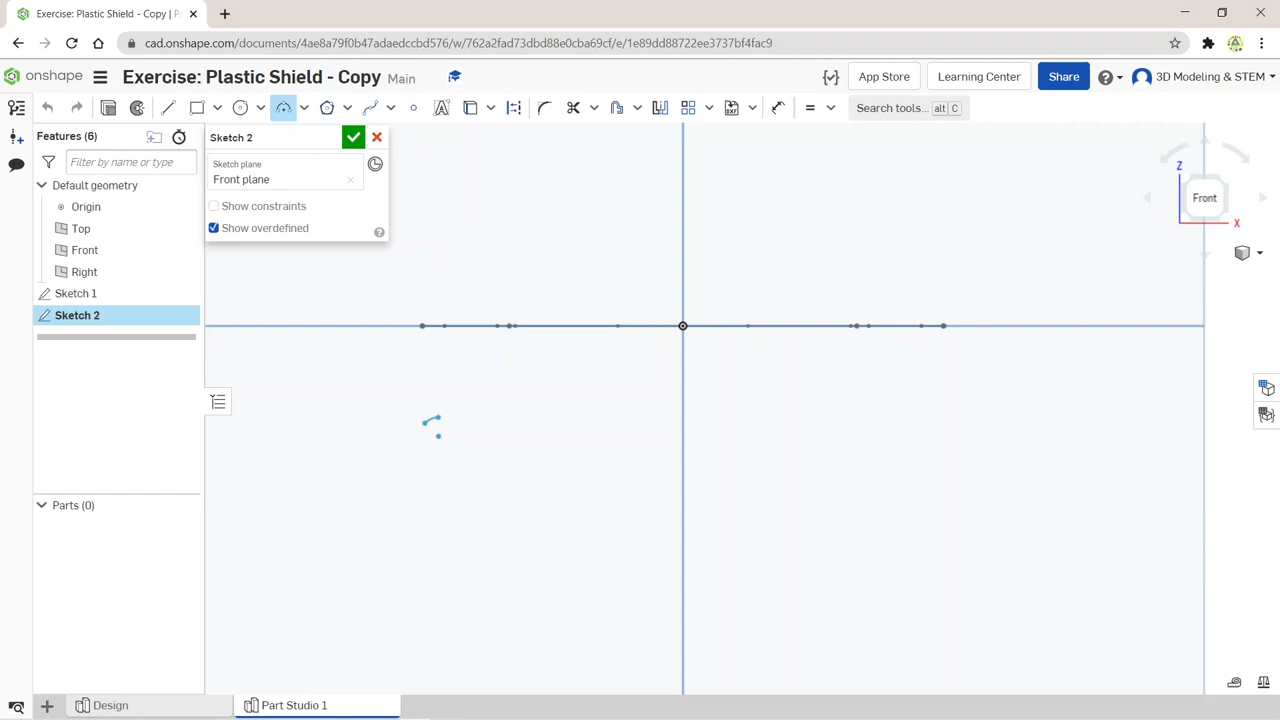 Exercise: Plastic Shield - Copy | P
cad.onshape.com/documents/4ae8a79f0b47adaedccbd576/w/762a2fad73dbd88e0cba69cf/e/1e89dd88722ee3737bf4fac9
onshape
Exercise: Plastic Shield - Copy Main
App Store
Learning Center
Share
3D Modeling & STEM
Search tools... alt C
Features (6)
Filter by name or type
Default geometry
Origin
Top
Front
Right
Sketch 1
Sketch 2
Parts (0)
Sketch 2
Sketch plane
Front plane
Show constraints
Show overdefined
Z
Front
X
Design
Part Studio 1